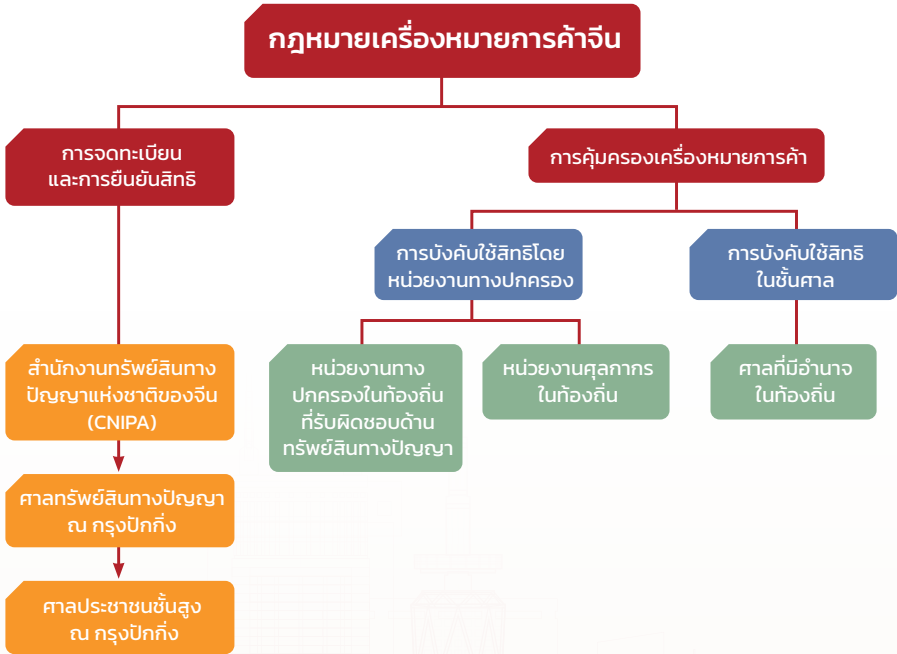 กฎหมายเครื่องหมายการค้าจีน
การจดทะเบียน
และการยืนยันสิทธิ
การคุ้มครองเครื่องหมายการค้า
การบังคับใช้สิทธิโดย
หน่วยงานทางปกครอง
การบังคับใช้สิทธิ
ในชั้นศาล
สำนักงานทรัพย์สินทาง
ปัญญาแห่งชาติของจีน
(CNIPA)
หน่วยงานทาง
ปกครองในท้องถิ่น
ที่รับผิดชอบด้าน
ทรัพย์สินทางปัญญา
หน่วยงานศุลกากร
ในท้องถิ่น
ศาลที่มีอำนาจ
ในท้องถิ่น
ศาลทรัพย์สินทางปัญญา
ณ กรุงปักกิ่ง
ศาลประชาชนชั้นสูง
ณ กรุงปักกิ่ง